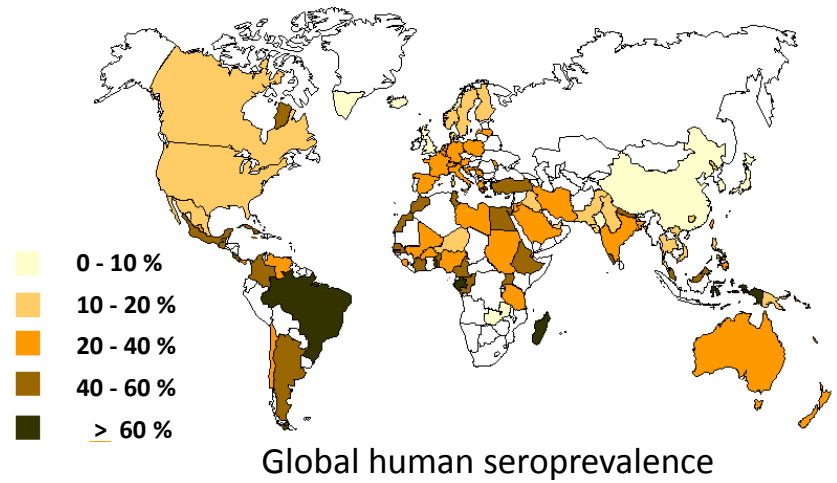 0 - 10 %
10 - 20 %
20 - 40 %
40 - 60 %
> 60 %
Global human seroprevalence